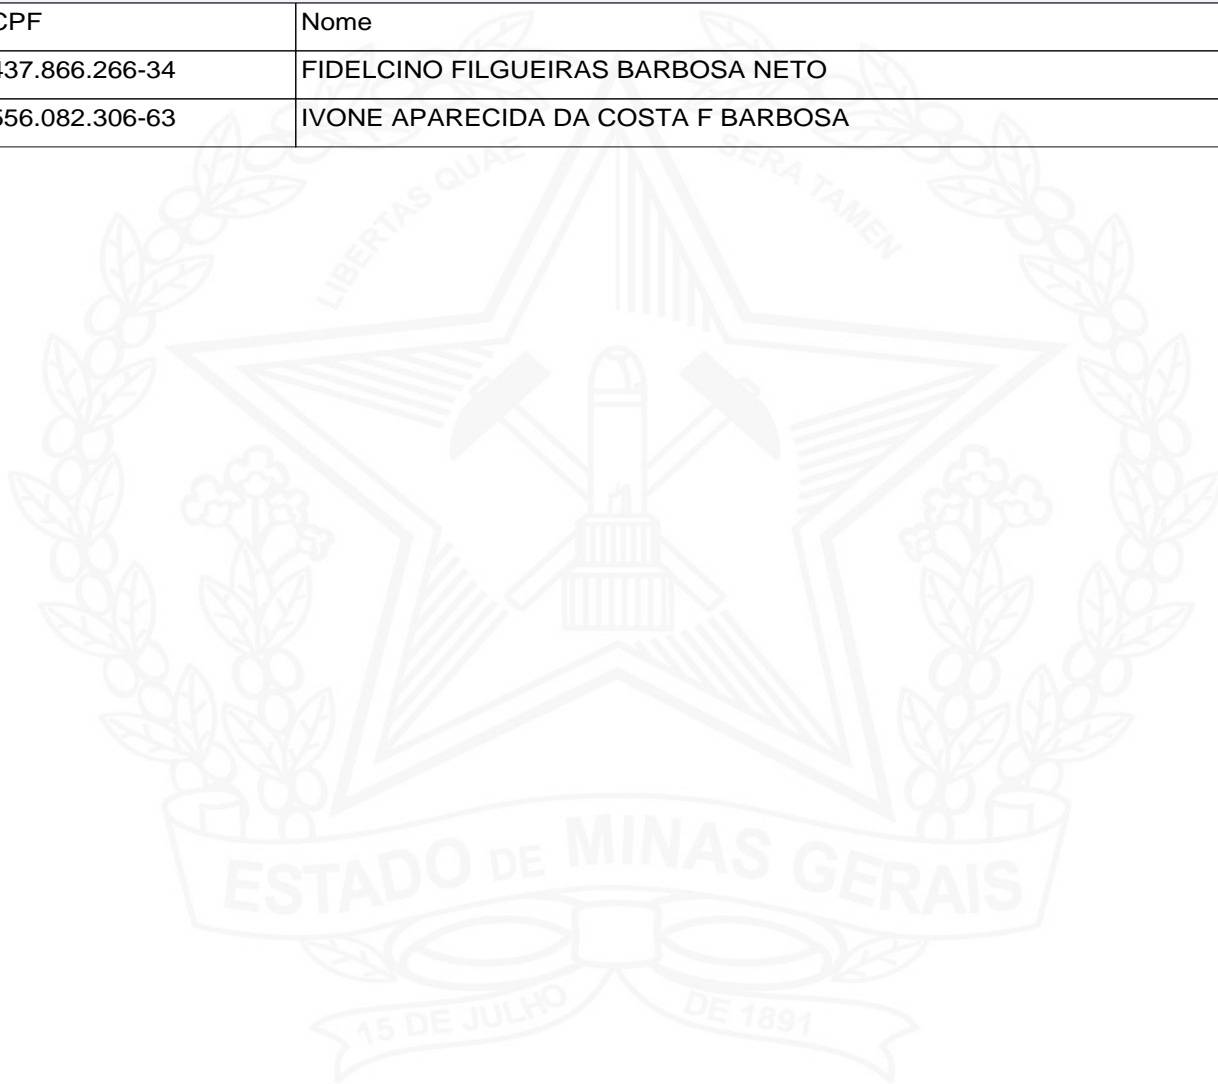 CPF Nome
437.866.266-34 FIDELCINO FILGUEIRAS BARBOSA NETO
556.082.306-63 IVONE APARECIDA DA COSTA F BARBOSA
LIBERTAS QUAE SERA TAMEN
ESTADO DE MINAS GERAIS
15 DE JULHO DE 1891